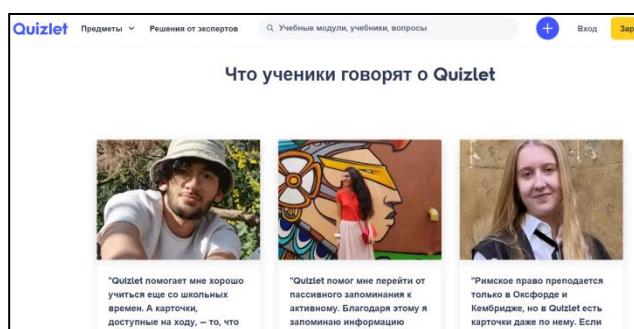 Quizlet Предметы Решения от экспертов Учебные модули, учебники, вопросы + Вход Зар
Что ученики говорят о Quizlet
"Quizlet помогает мне хорошо
учиться еще со школьных
времен. А карточки,
доступные на ходу, — то, что
"Quizlet помог мне перейти от
пассивного запоминания к
активному. Благодаря этому я
запоминаю информацию
"Римское право преподается
только в Оксфорде и
Кембридже, но в Quizlet есть
карточки даже по нему. Если